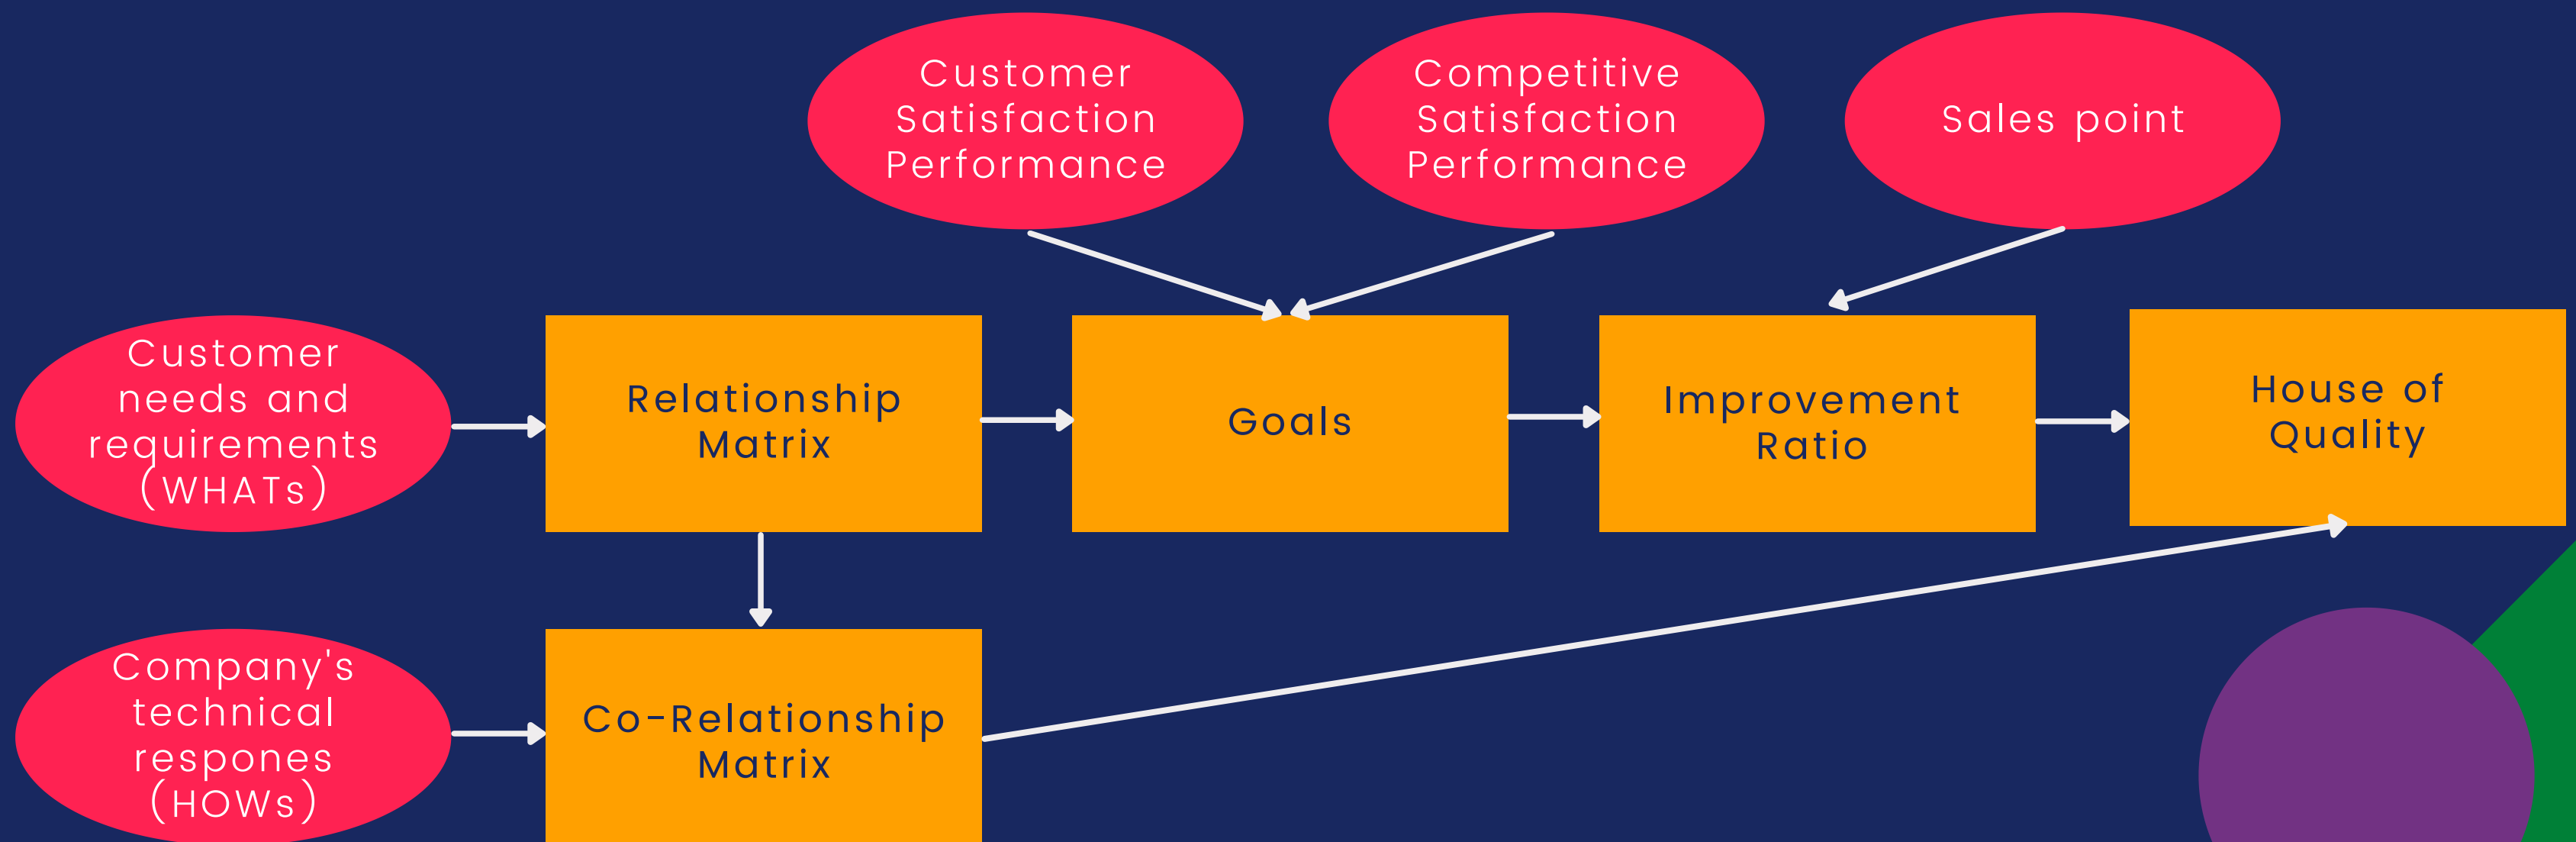 Customer
Satisfaction
Performance
Competitive
Satisfaction
Performance
Sales point
Customer
needs and
requirements
(WHATs)
Relationship
Matrix
Goals
Improvement
Ratio
House of
Quality
Company's
technical
respones
(HOWs)
Co-Relationship
Matrix